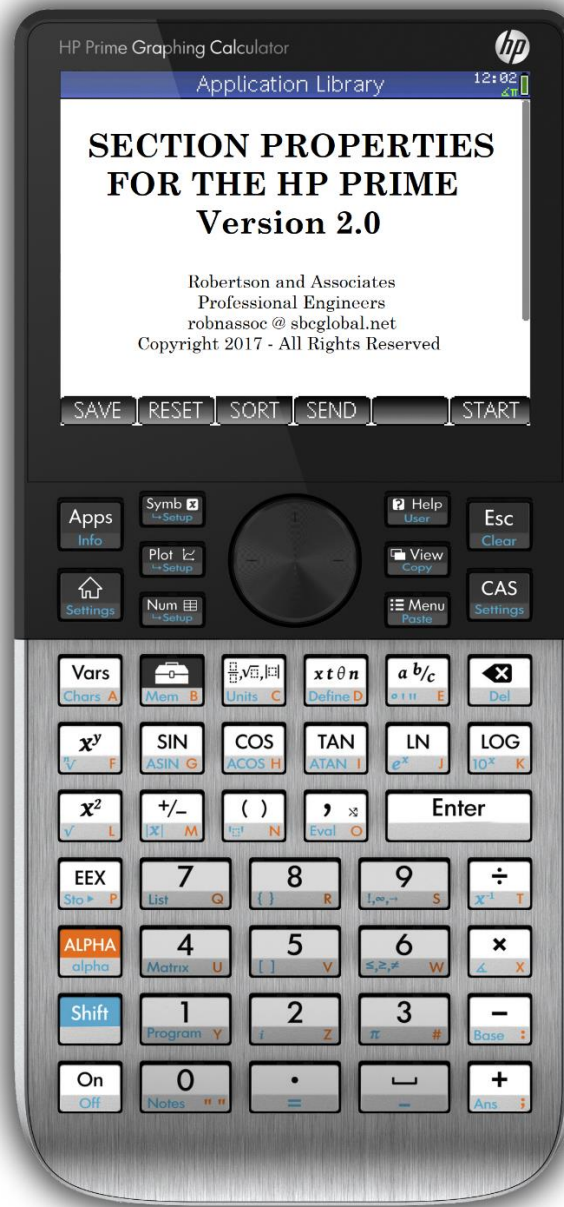 HP Prime Graphing Calculator
hp
Application Library 12:02
∡π
SECTION PROPERTIES
FOR THE HP PRIME
Version 2.0
Robertson and Associates
Professional Engineers
robnassoc @ sbcglobal.net
Copyright 2017 - All Rights Reserved
SAVE RESET SORT SEND START
Apps Info
Symb Setup
? Help User
Esc Clear
Plot Setup
View Copy
Settings
Num Setup
Menu Paste
CAS Settings
Vars Chars A
Mem B
Units C
x t θ n Define D
a b/c ° ′ ″ E
Del
xʸ F
SIN ASIN G
COS ACOS H
TAN ATAN I
LN eˣ J
LOG 10ˣ K
x² √ L
+/- |x| M
( ) N
, Eval O
Enter
EEX Sto ▸ P
7 List Q
8 { } R
9 !,∞,→ S
÷ x⁻¹ T
ALPHA alpha
4 Matrix U
5 [ ] V
6 ≤,≥,≠ W
× ∡ X
Shift
1 Program Y
2 i Z
3 π #
− Base :
On Off
0 Notes " "
. =
␣ _
+ Ans ;